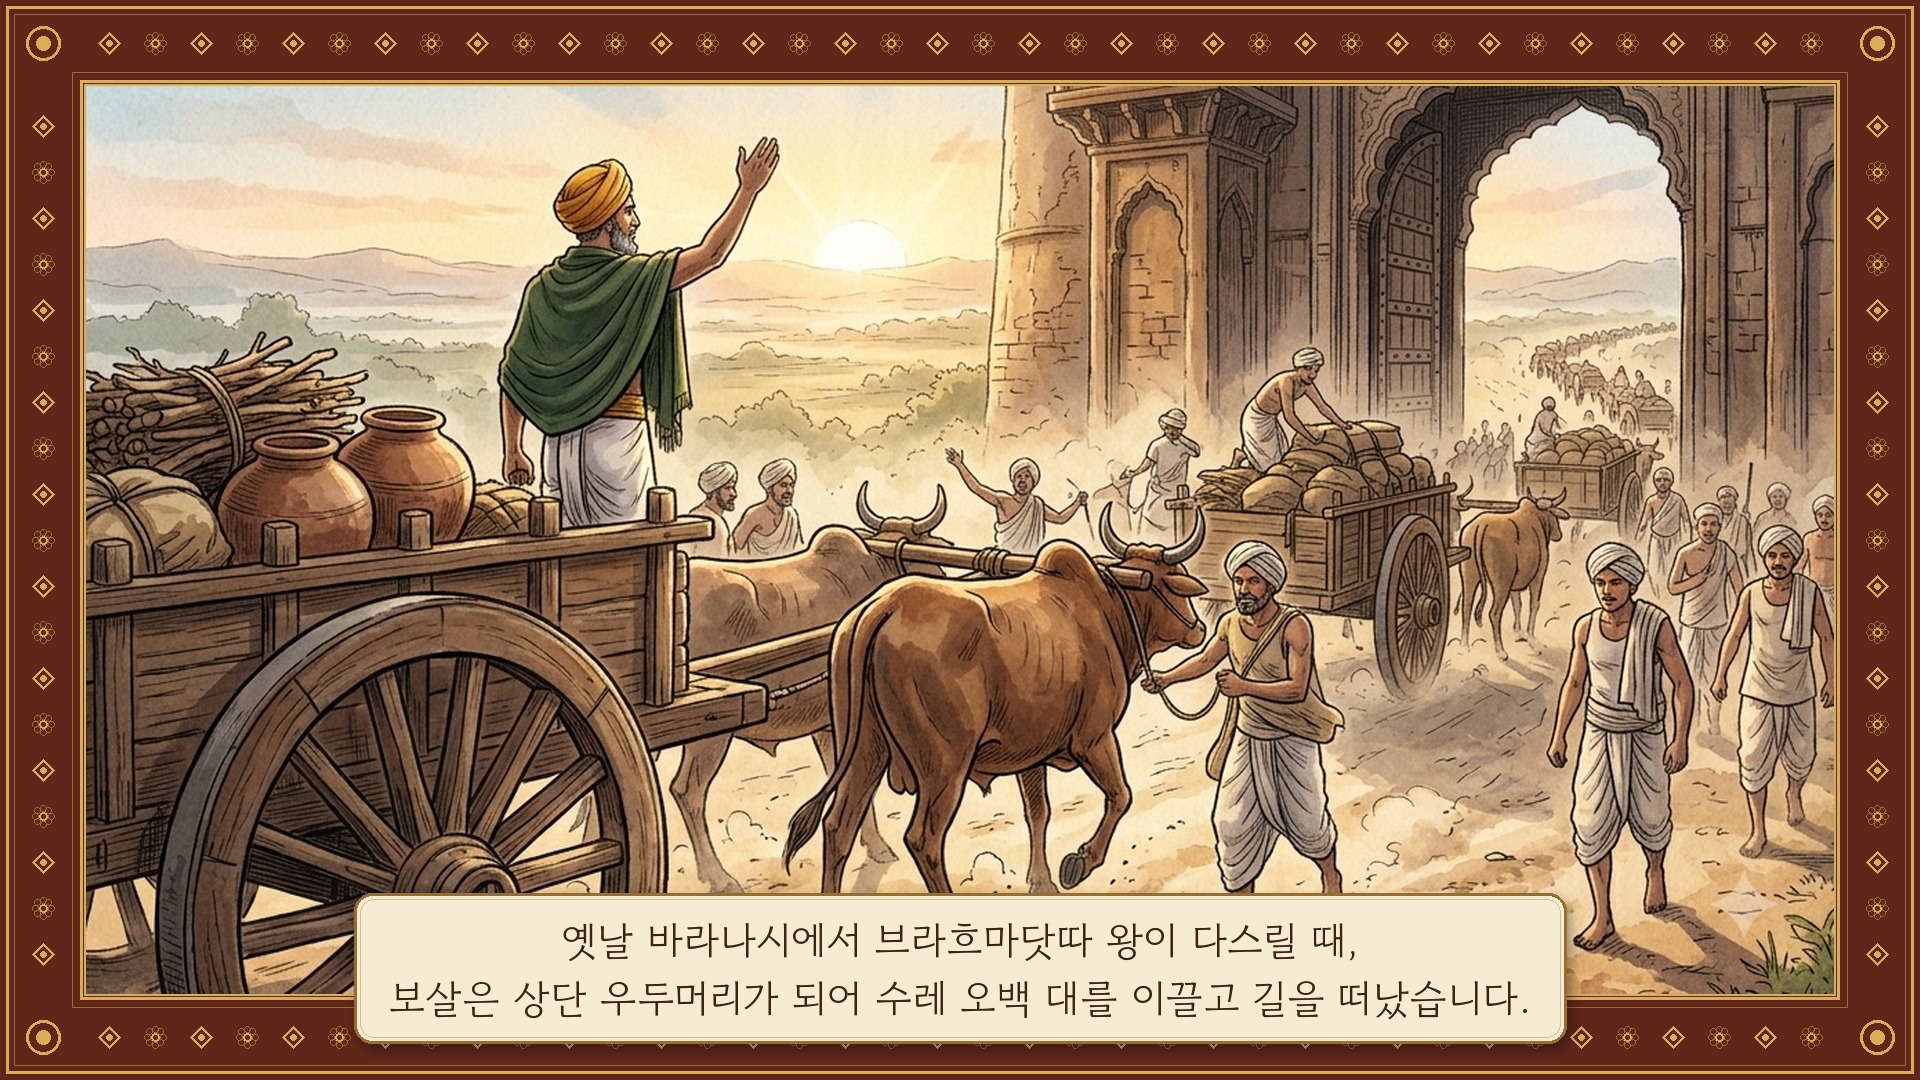 옛날 바라나시에서 브라흐마닷따 왕이 다스릴 때,
보살은 상단 우두머리가 되어 수레 오백 대를 이끌고 길을 떠났습니다.